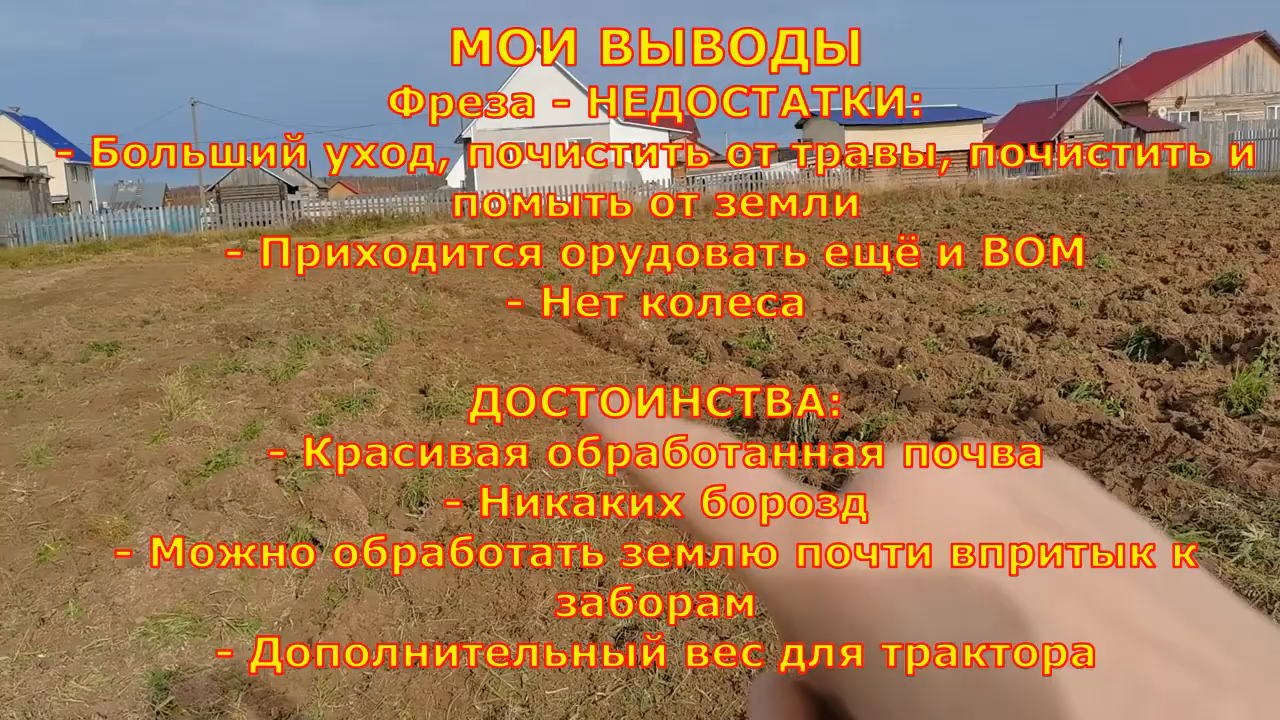 МОИ ВЫВОДЫ
Фреза - НЕДОСТАТКИ:
- Больший уход, почистить от травы, почистить и
помыть от земли
- Приходится орудовать ещё и ВОМ
- Нет колеса
ДОСТОИНСТВА:
- Красивая обработанная почва
- Никаких борозд
- Можно обработать землю почти впритык к
заборам
- Дополнительный вес для трактора